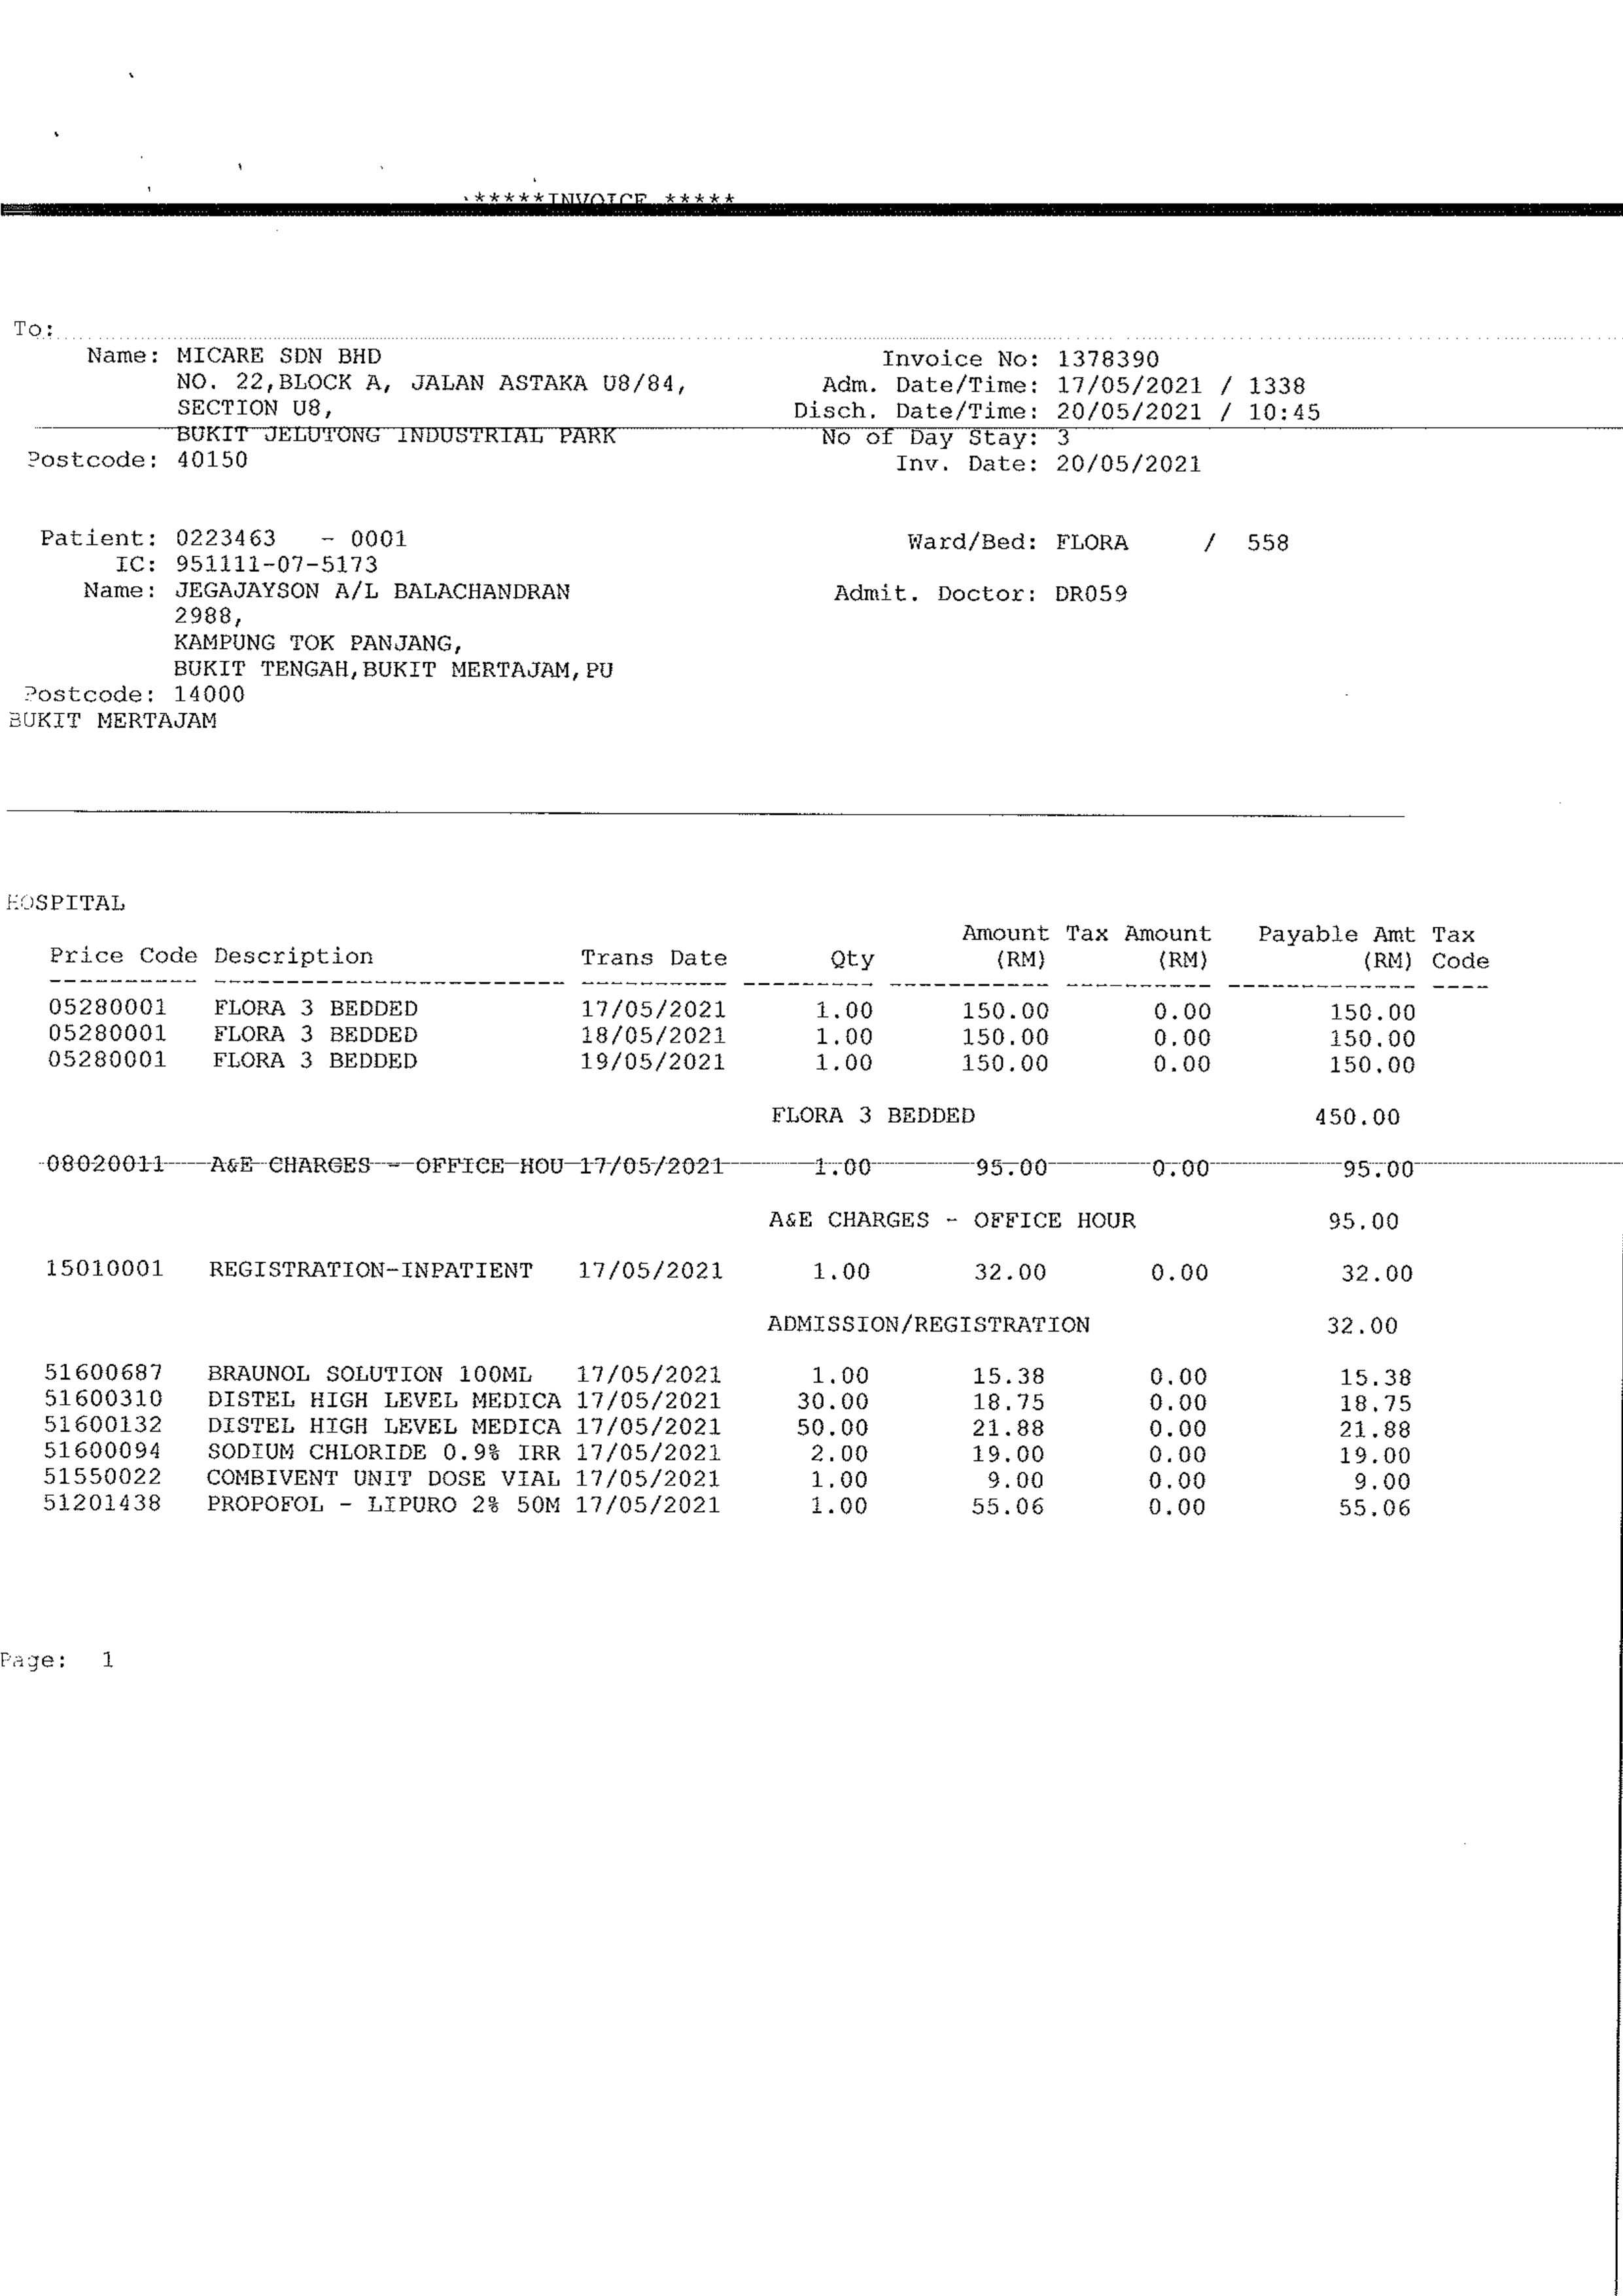 *****INVOICE *****
To:
Name: MICARE SDN BHD Invoice No: 1378390
NO. 22,BLOCK A, JALAN ASTAKA U8/84, Adm. Date/Time: 17/05/2021 / 1338
SECTION U8, Disch. Date/Time: 20/05/2021 / 10:45
BUKIT JELUTONG INDUSTRIAL PARK No of Day Stay: 3
Postcode: 40150 Inv. Date: 20/05/2021
Patient: 0223463 - 0001 Ward/Bed: FLORA / 558
IC: 951111-07-5173
Name: JEGAJAYSON A/L BALACHANDRAN Admit. Doctor: DR059
2988,
KAMPUNG TOK PANJANG,
BUKIT TENGAH,BUKIT MERTAJAM,PU
Postcode: 14000
BUKIT MERTAJAM
HOSPITAL
Amount Tax Amount Payable Amt Tax
Price Code Description Trans Date Qty (RM) (RM) (RM) Code
05280001 FLORA 3 BEDDED 17/05/2021 1.00 150.00 0.00 150.00
05280001 FLORA 3 BEDDED 18/05/2021 1.00 150.00 0.00 150.00
05280001 FLORA 3 BEDDED 19/05/2021 1.00 150.00 0.00 150.00
FLORA 3 BEDDED 450.00
08020011 A&E CHARGES - OFFICE HOU 17/05/2021 1.00 95.00 0.00 95.00
A&E CHARGES - OFFICE HOUR 95.00
15010001 REGISTRATION-INPATIENT 17/05/2021 1.00 32.00 0.00 32.00
ADMISSION/REGISTRATION 32.00
51600687 BRAUNOL SOLUTION 100ML 17/05/2021 1.00 15.38 0.00 15.38
51600310 DISTEL HIGH LEVEL MEDICA 17/05/2021 30.00 18.75 0.00 18.75
51600132 DISTEL HIGH LEVEL MEDICA 17/05/2021 50.00 21.88 0.00 21.88
51600094 SODIUM CHLORIDE 0.9% IRR 17/05/2021 2.00 19.00 0.00 19.00
51550022 COMBIVENT UNIT DOSE VIAL 17/05/2021 1.00 9.00 0.00 9.00
51201438 PROPOFOL - LIPURO 2% 50M 17/05/2021 1.00 55.06 0.00 55.06
Page: 1